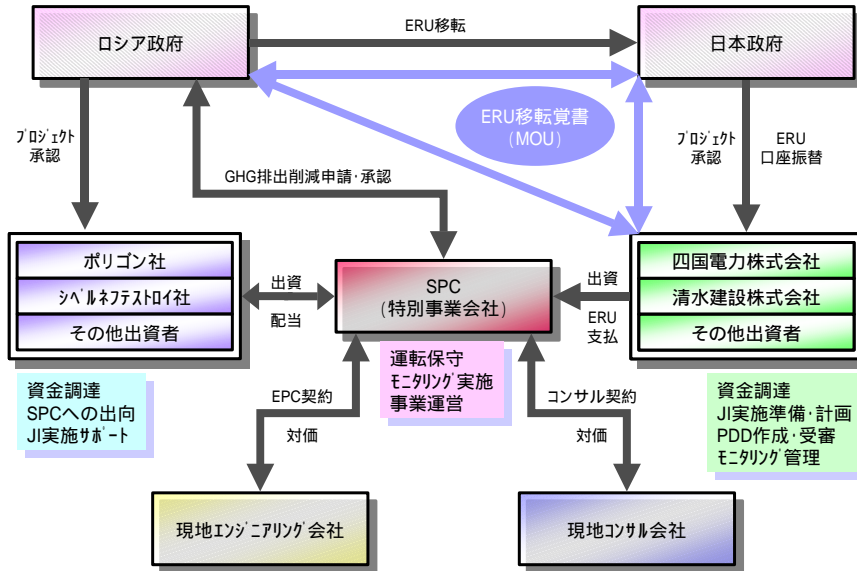 ERU移転
ロシア政府
日本政府
ERU移転覚書
(MOU)
ﾌﾟﾛｼﾞｪｸﾄ
承認
ﾌﾟﾛｼﾞｪｸﾄ
承認
ERU
口座振替
GHG排出削減申請･承認
ポリゴン社
ｼﾍﾞﾙﾈﾌﾃｽﾄﾛｲ社
その他出資者
出資
配当
SPC
(特別事業会社)
出資
ERU
支払
四国電力株式会社
清水建設株式会社
その他出資者
資金調達
SPCへの出向
JI実施ｻﾎﾟｰﾄ
運転保守
ﾓﾆﾀﾘﾝｸﾞ実施
事業運営
資金調達
JI実施準備･計画
PDD作成･受審
ﾓﾆﾀﾘﾝｸﾞ管理
EPC契約
対価
コンサル契約
対価
現地ｴﾝｼﾞﾆｱﾘﾝｸﾞ会社
現地ｺﾝｻﾙ会社